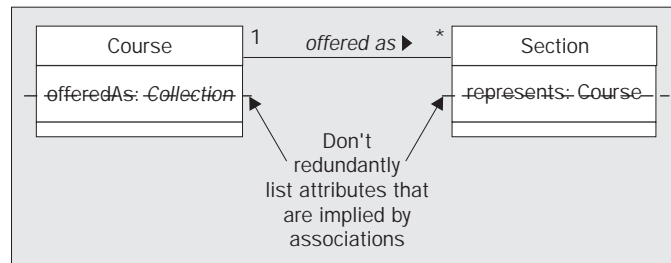 Course
1
offered as ▶
*
Section
offeredAs: Collection
represents: Course
Don't
redundantly
list attributes that
are implied by
associations